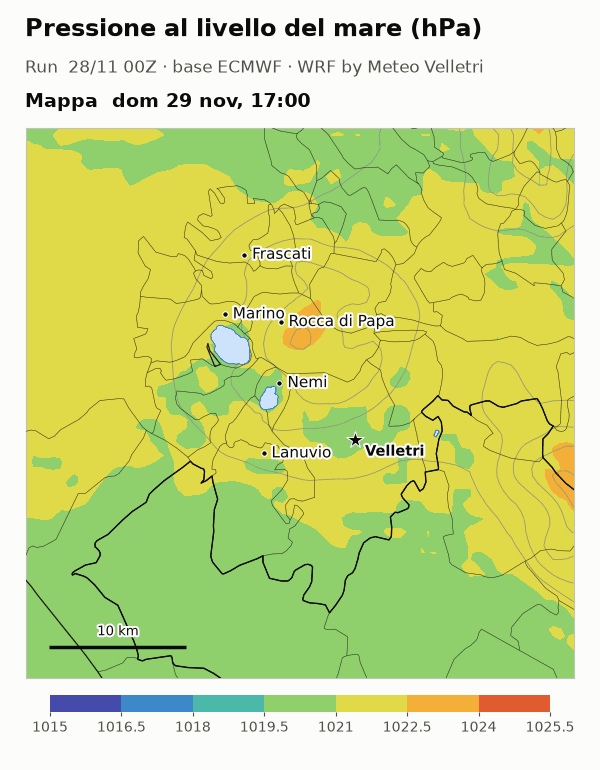 Pressione al livello del mare (hPa)
Run 28/11 00Z · base ECMWF · WRF by Meteo Velletri
Mappa dom 29 nov, 17:00
Frascati
Marino
Rocca di Papa
Nemi
Velletri
Lanuvio
10 km
1015 1016.5 1018 1019.5 1021 1022.5 1024 1025.5